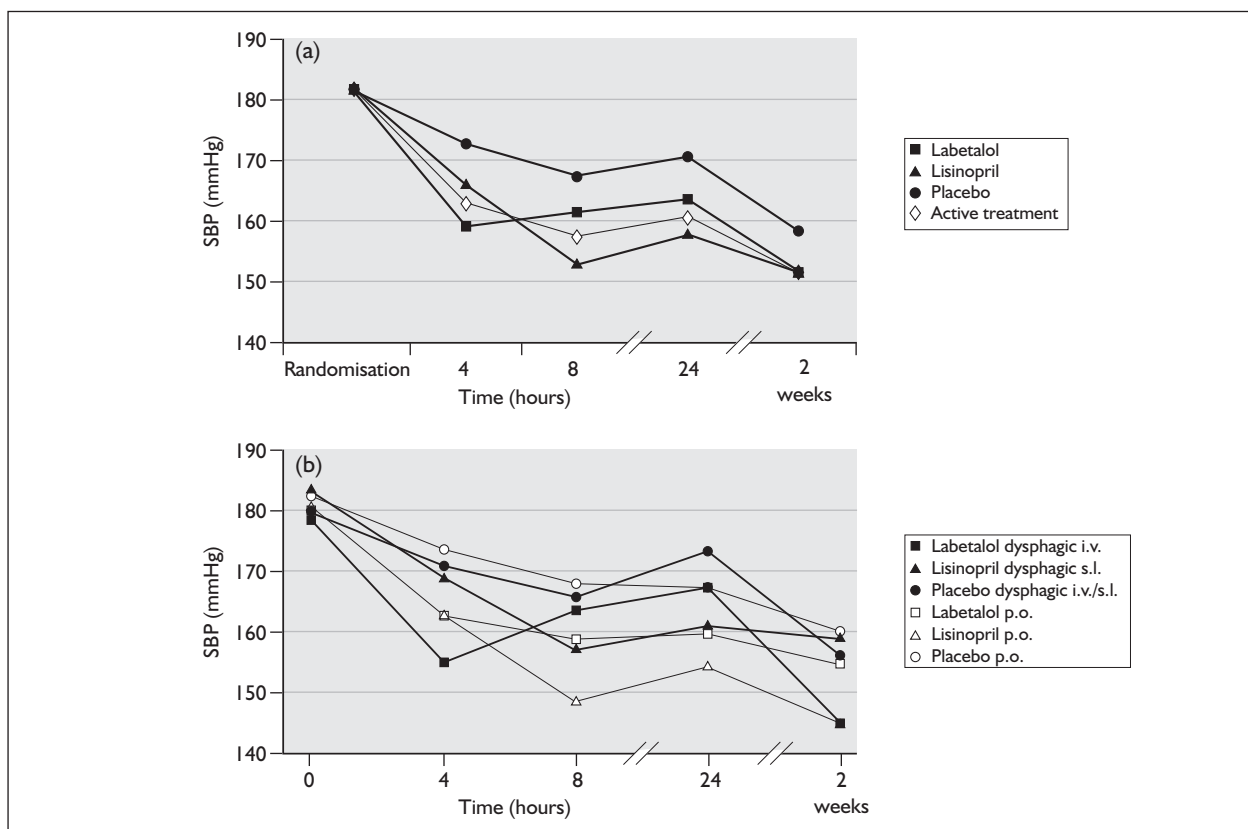 (a)
190
180
170
160
150
140
SBP (mmHg)
Randomisation 4 8 24 2
weeks
Time (hours)
Labetalol
Lisinopril
Placebo
Active treatment
(b)
190
180
170
160
150
140
SBP (mmHg)
0 4 8 24 2
weeks
Time (hours)
Labetalol dysphagic i.v.
Lisinopril dysphagic s.l.
Placebo dysphagic i.v./s.l.
Labetalol p.o.
Lisinopril p.o.
Placebo p.o.